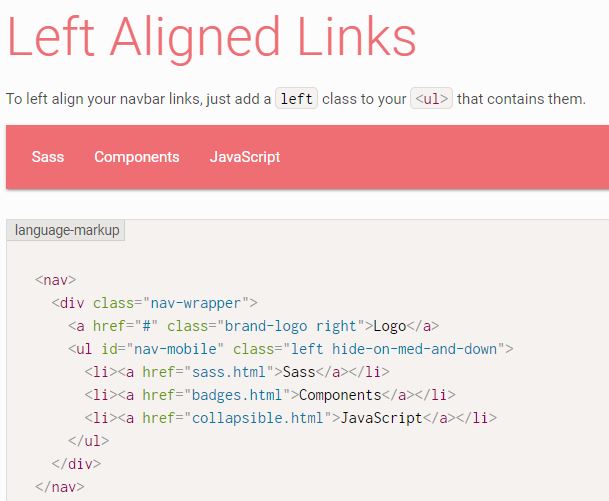 Left Aligned Links
To left align your navbar links, just add a left class to your <ul> that contains them.
Sass Components JavaScript
language-markup
<nav>
<div class="nav-wrapper">
<a href="#" class="brand-logo right">Logo</a>
<ul id="nav-mobile" class="left hide-on-med-and-down">
<li><a href="sass.html">Sass</a></li>
<li><a href="badges.html">Components</a></li>
<li><a href="collapsible.html">JavaScript</a></li>
</ul>
</div>
</nav>